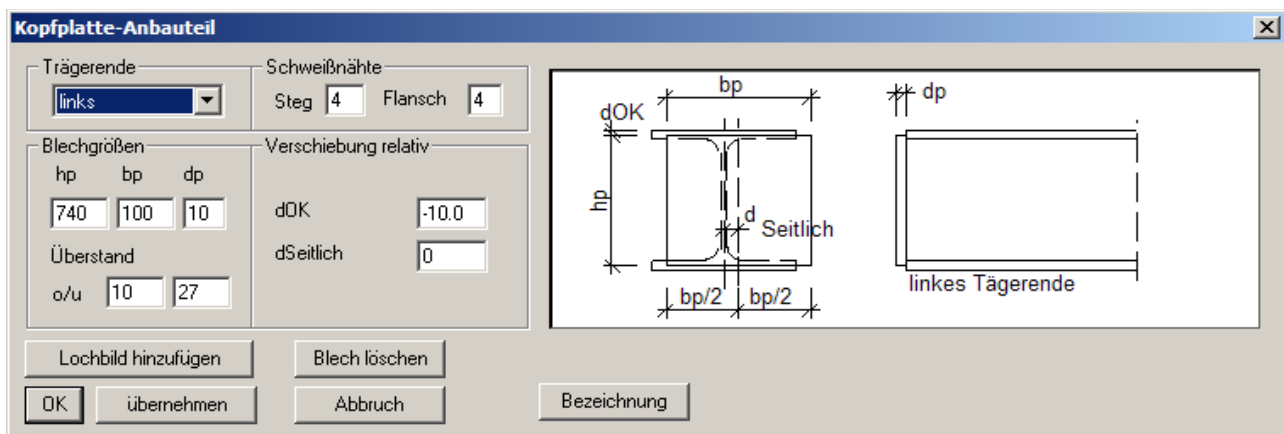 Kopfplatte-Anbauteil
Trägerende
links
Schweißnähte
Steg 4 Flansch 4
Blechgrößen
hp bp dp
740 100 10
Überstand
o/u 10 27
Verschiebung relativ
dOK -10.0
dSeitlich 0
bp
dOK
hp
d
Seitlich
bp/2 bp/2
dp
linkes Tägerende
Lochbild hinzufügen
Blech löschen
OK
übernehmen
Abbruch
Bezeichnung